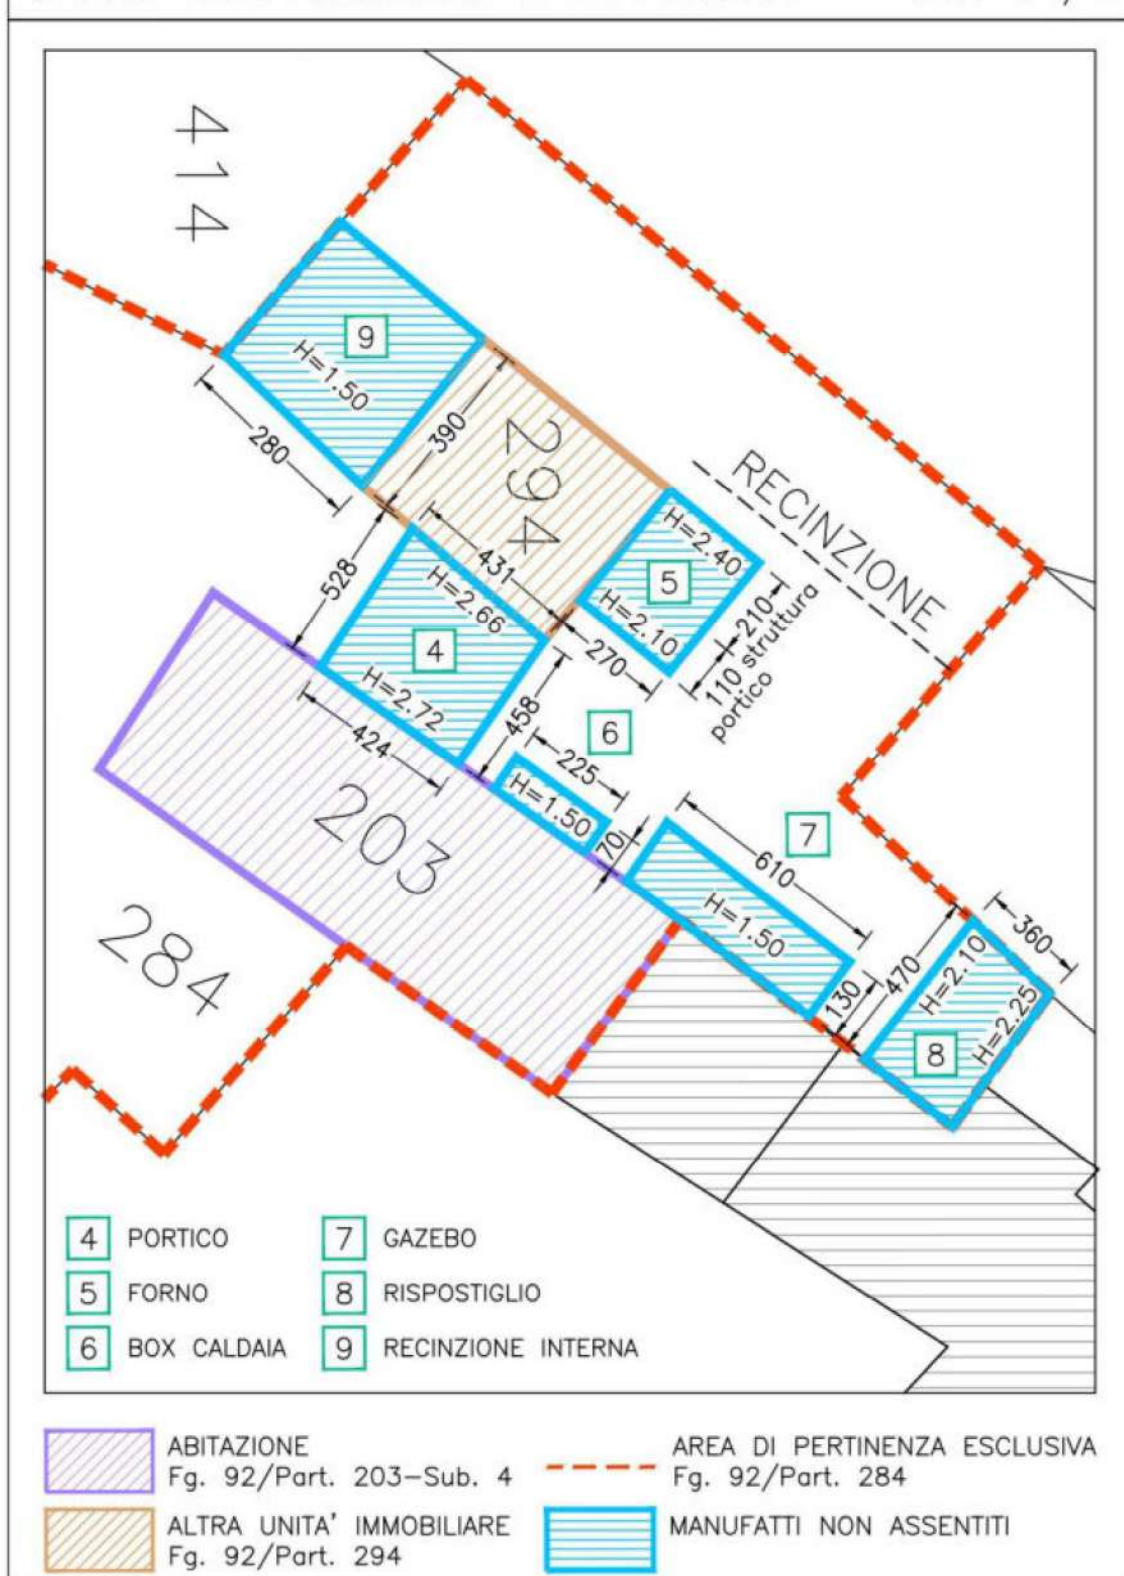 414
9
H=1.50
280
390
294
RECINZIONE
H=2.40
5
H=2.10
431
528
H=2.66
4
H=2.72
424
270
210
110 struttura
portico
458
6
225
H=1.50
70
203
7
610
H=1.50
130
470
360
H=2.10
H=2.25
8
284
4 PORTICO
7 GAZEBO
5 FORNO
8 RISPOSTIGLIO
6 BOX CALDAIA
9 RECINZIONE INTERNA
ABITAZIONE
Fg. 92/Part. 203-Sub. 4
AREA DI PERTINENZA ESCLUSIVA
Fg. 92/Part. 284
ALTRA UNITA' IMMOBILIARE
Fg. 92/Part. 294
MANUFATTI NON ASSENTITI